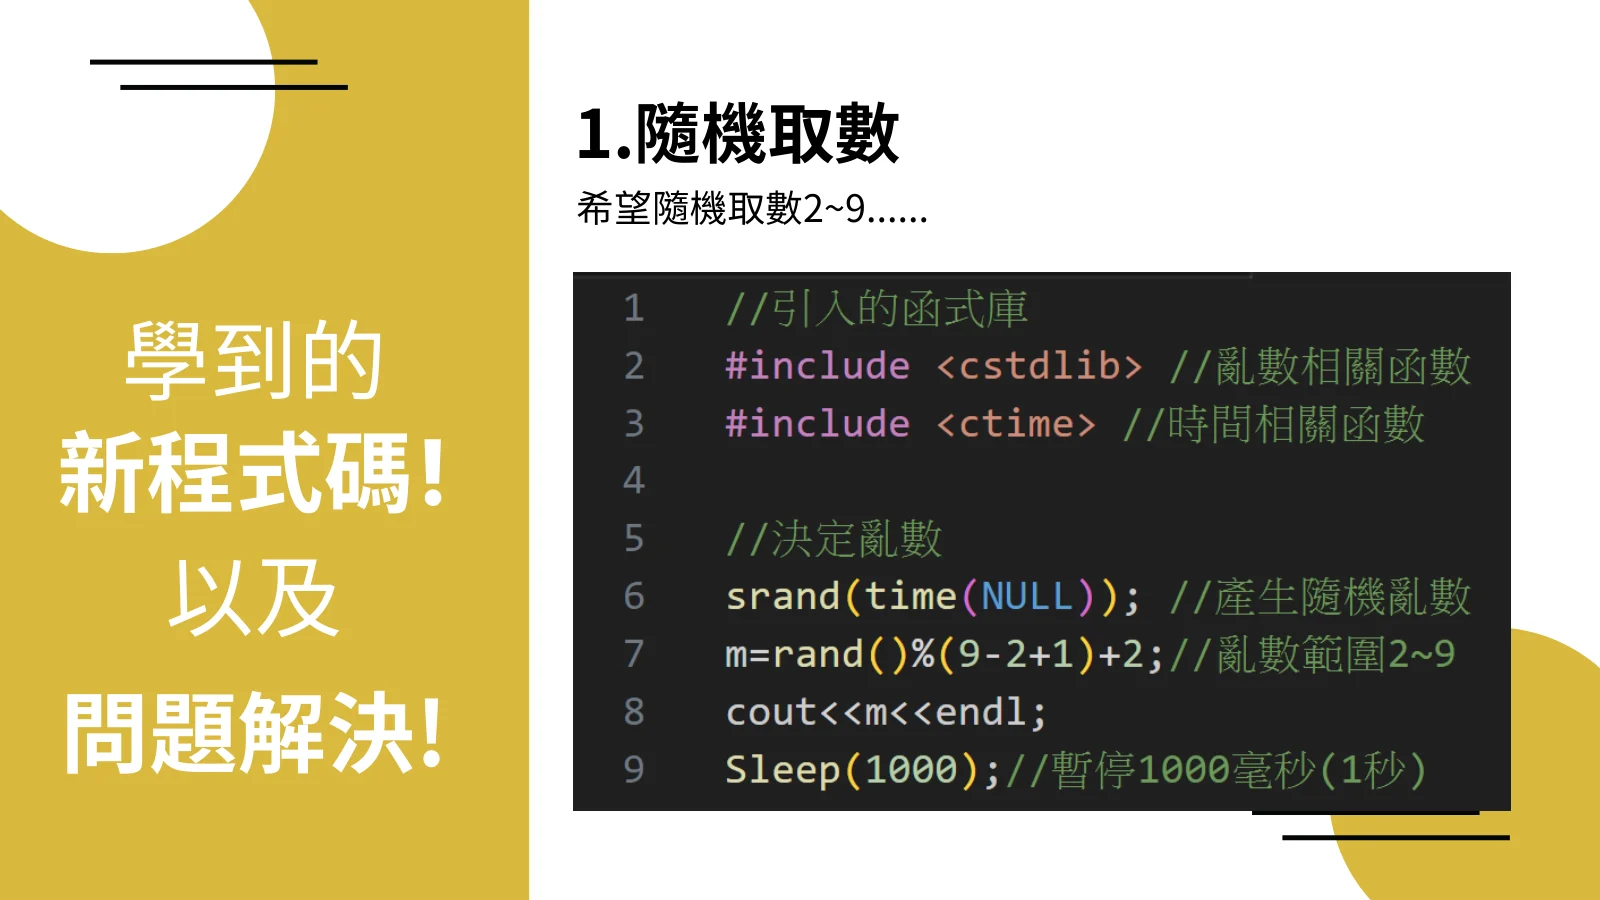 學到的
新程式碼!
以及
問題解決!
1.隨機取數
希望隨機取數2~9......
1 //引入的函式庫
2 #include <cstdlib> //亂數相關函數
3 #include <ctime> //時間相關函數
4
5 //決定亂數
6 srand(time(NULL)); //產生隨機亂數
7 m=rand()%(9-2+1)+2;//亂數範圍2~9
8 cout<<m<<endl;
9 Sleep(1000);//暫停1000毫秒(1秒)